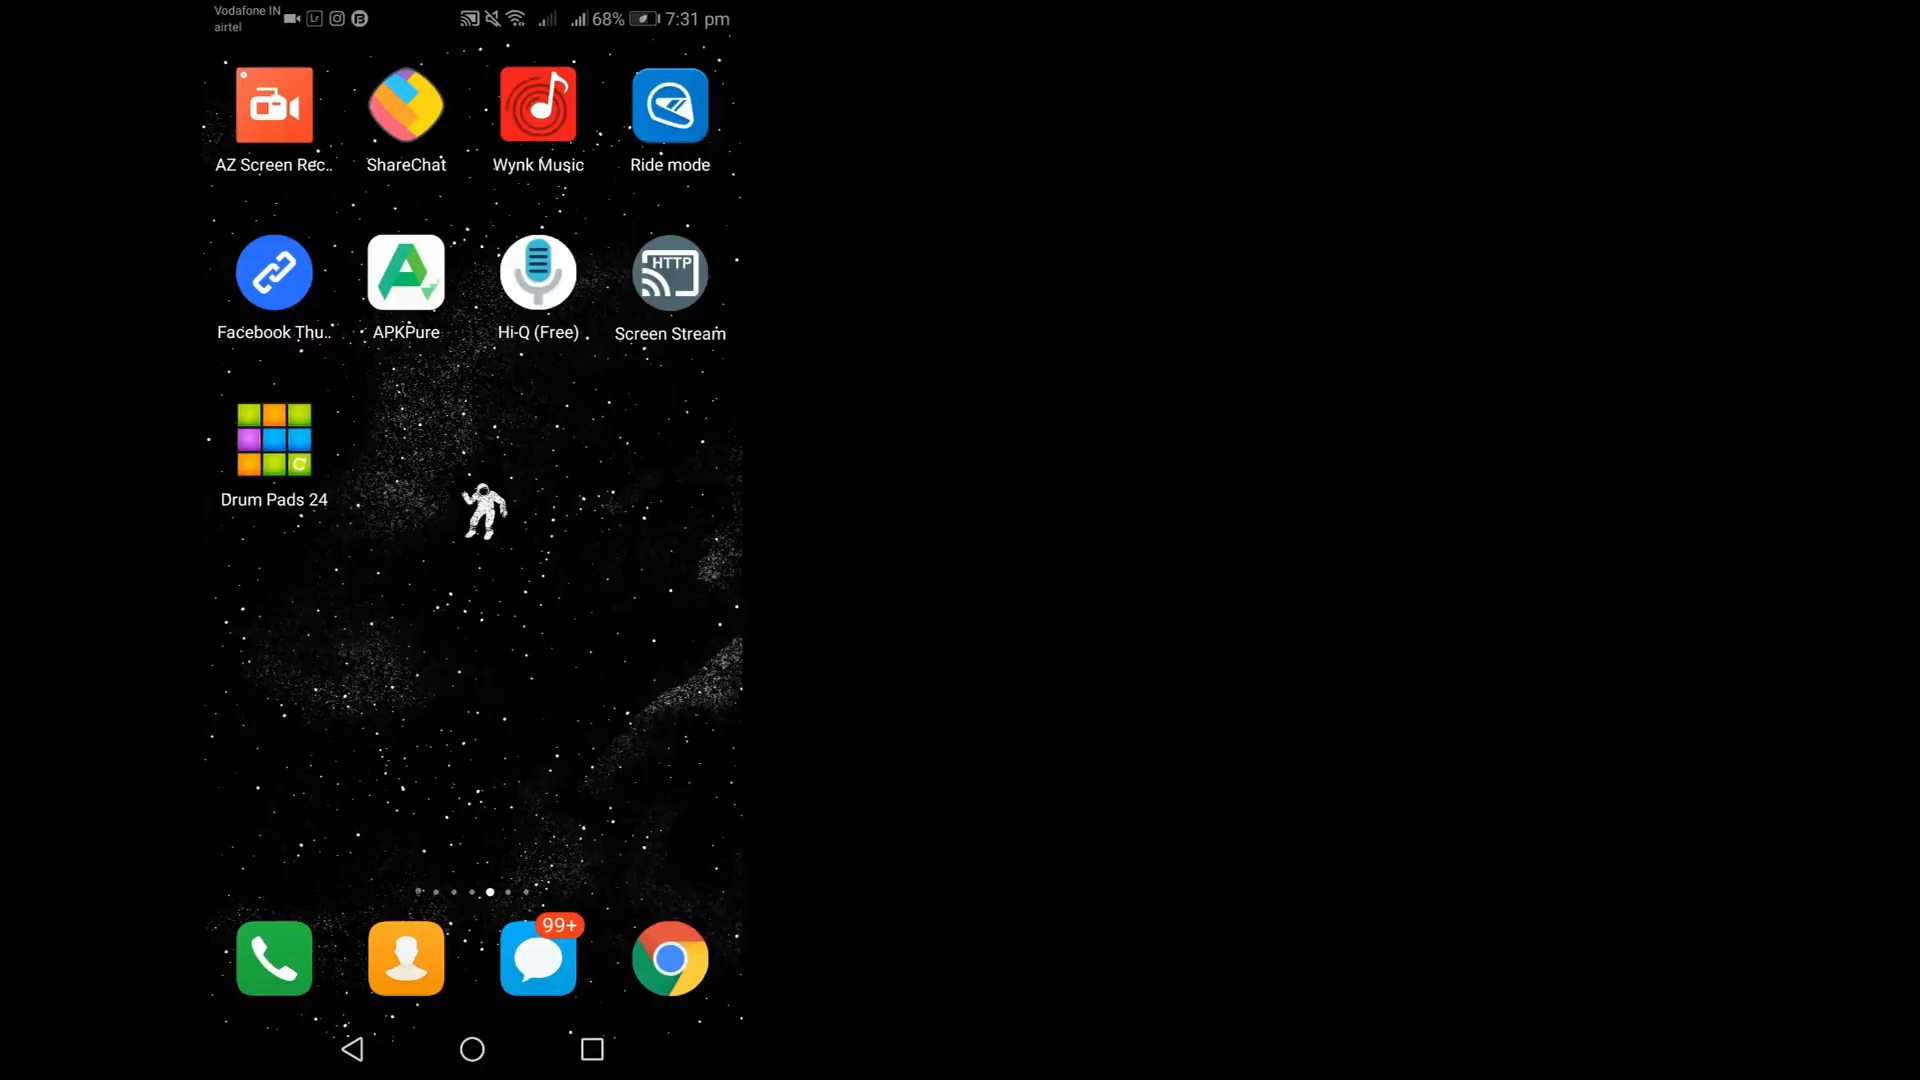 Vodafone IN
airtel
Lr
68% 7:31 pm
AZ Screen Rec..
ShareChat
Wynk Music
Ride mode
HTTP
Facebook Thu..
APKPure
Hi-Q (Free)
Screen Stream
Drum Pads 24
99+